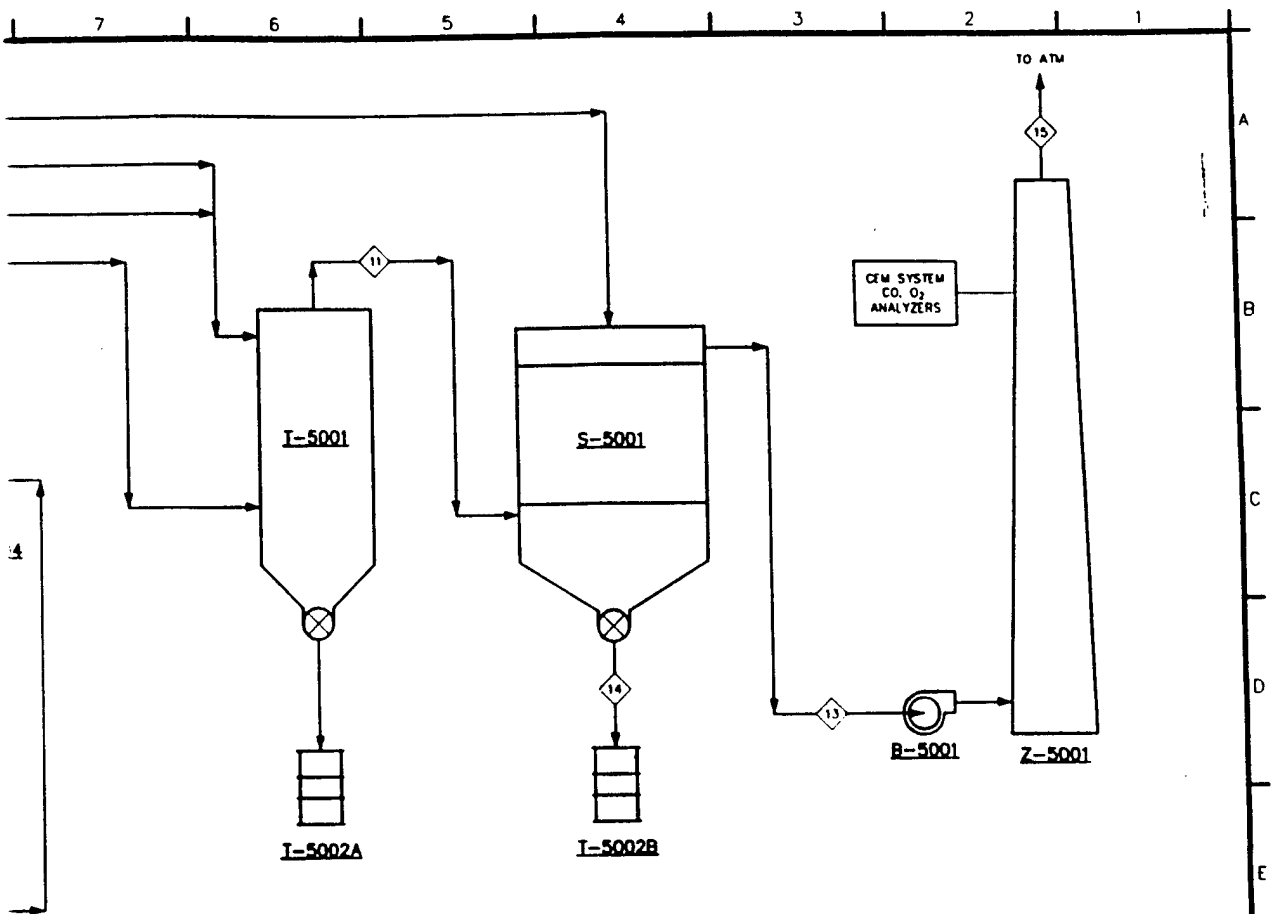 7 6 5 4 3 2 1
TO ATM
15
A
11
CEM SYSTEM
CO, O₂
ANALYZERS
B
T-5001
S-5001
C
4
14
13
D
B-5001
Z-5001
T-5002A
T-5002B
E